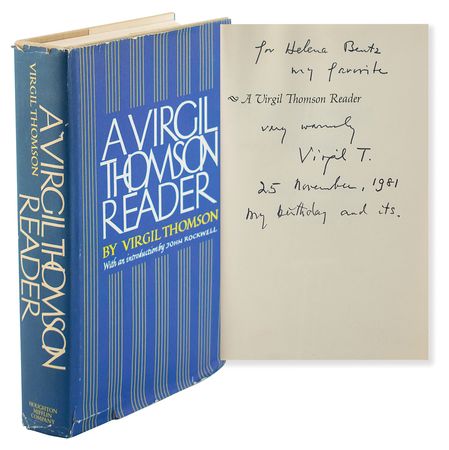 VIRGIL THOMSON
A VIRGIL THOMSON
READER
HOUGHTON
MIFFLIN
COMPANY
A VIRGIL
THOMSON
READER
BY VIRGIL THOMSON
With an introduction by JOHN ROCKWELL
for Helena Bentz
my favorite
A Virgil Thomson Reader
very warmly
Virgil T.
25 November, 1981
my birthday and its.